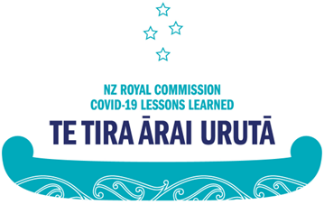 NZ ROYAL COMMISSION
COVID-19 LESSONS LEARNED
TE TIRA ĀRAI URUTĀ